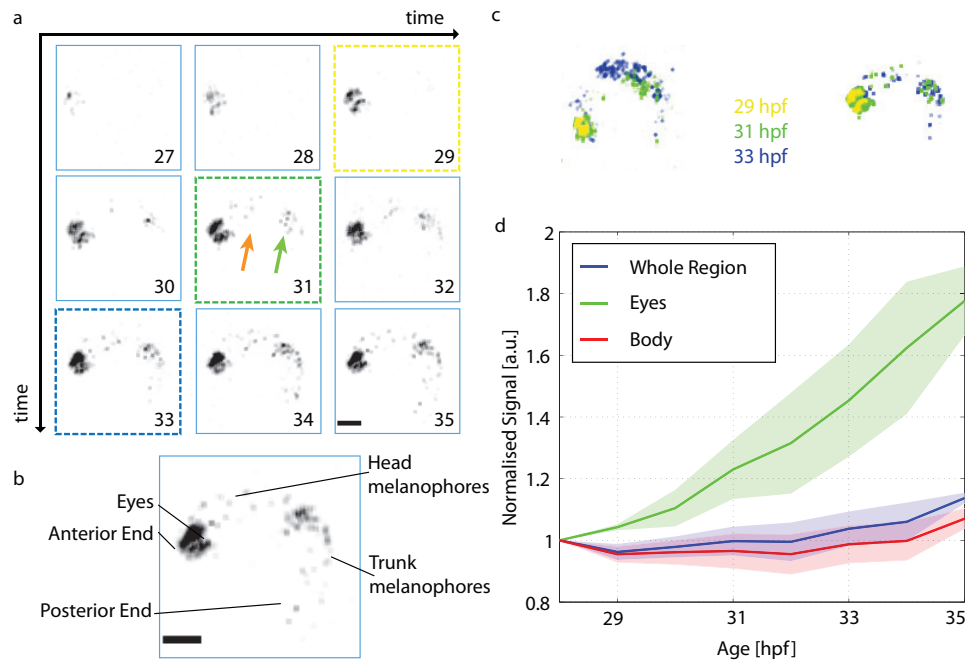 a
time
27
28
29
30
31
32
33
34
35
time
b
Eyes
Anterior End
Posterior End
Head
melanophores
Trunk
melanophores
c
29 hpf
31 hpf
33 hpf
d
Normalised Signal [a.u.]
2
1.8
1.6
1.4
1.2
1
0.8
Whole Region
Eyes
Body
29
31
33
35
Age [hpf]